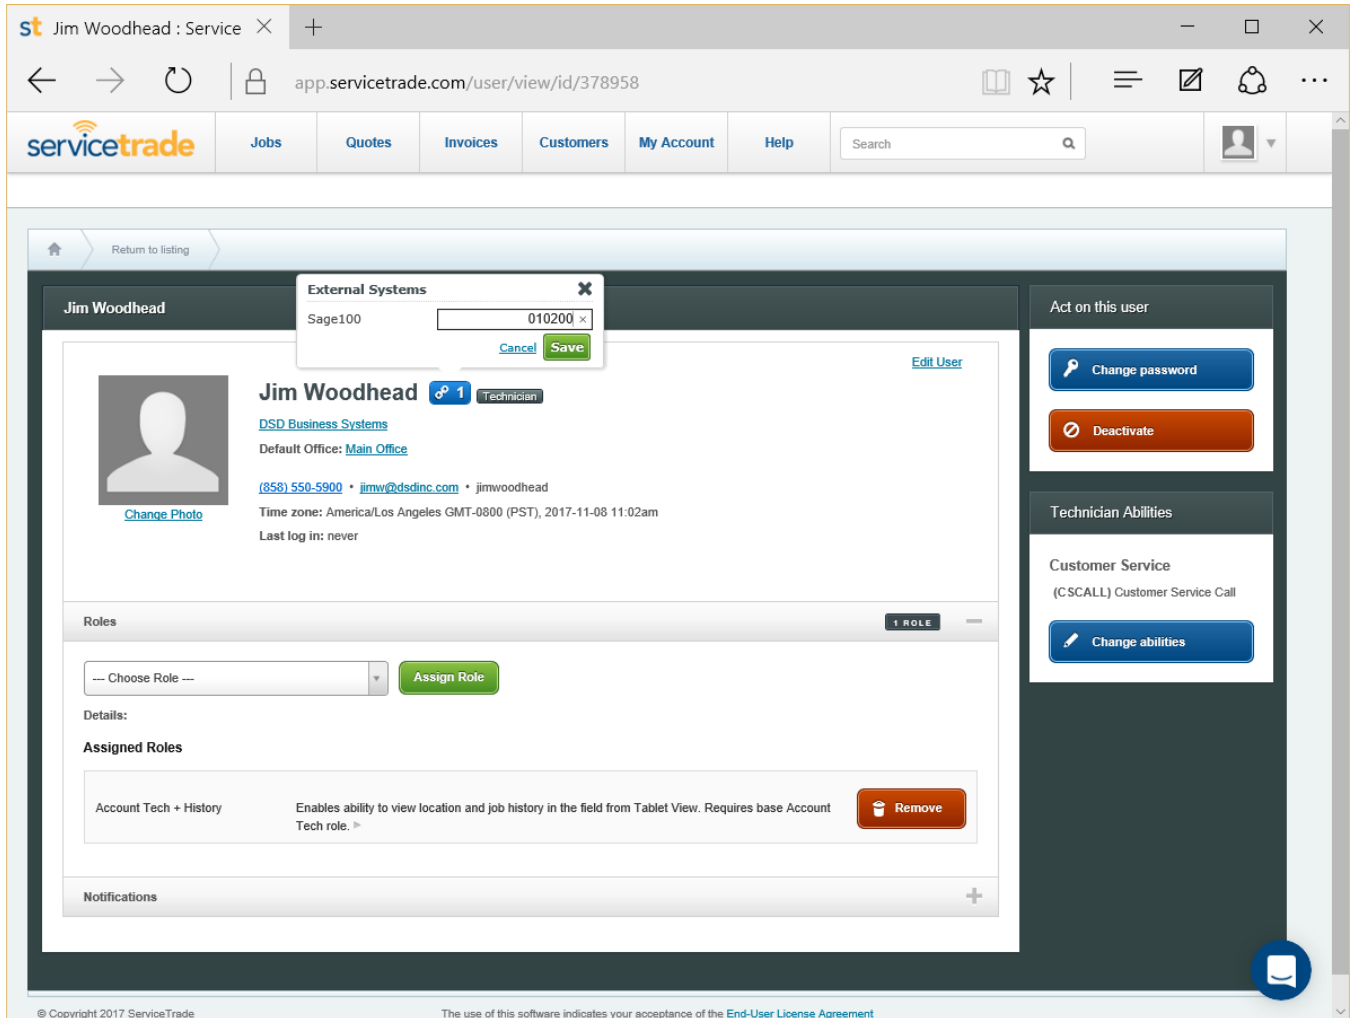 st Jim Woodhead : Service
app.servicetrade.com/user/view/id/378958
servicetrade Jobs Quotes Invoices Customers My Account Help Search
Return to listing
External Systems
Sage100 010200
Cancel Save
Jim Woodhead
Act on this user
Edit User
Change password
Jim Woodhead 1 Technician
DSD Business Systems
Deactivate
Default Office: Main Office
(858) 550-5900 • jimw@dsdinc.com • jimwoodhead
Change Photo
Time zone: America/Los Angeles GMT-0800 (PST), 2017-11-08 11:02am
Technician Abilities
Last log in: never
Customer Service
(CSCALL) Customer Service Call
Roles 1 ROLE
Change abilities
--- Choose Role --- Assign Role
Details:
Assigned Roles
Account Tech + History Enables ability to view location and job history in the field from Tablet View. Requires base Account
Tech role.
Remove
Notifications
© Copyright 2017 ServiceTrade The use of this software indicates your acceptance of the End-User License Agreement